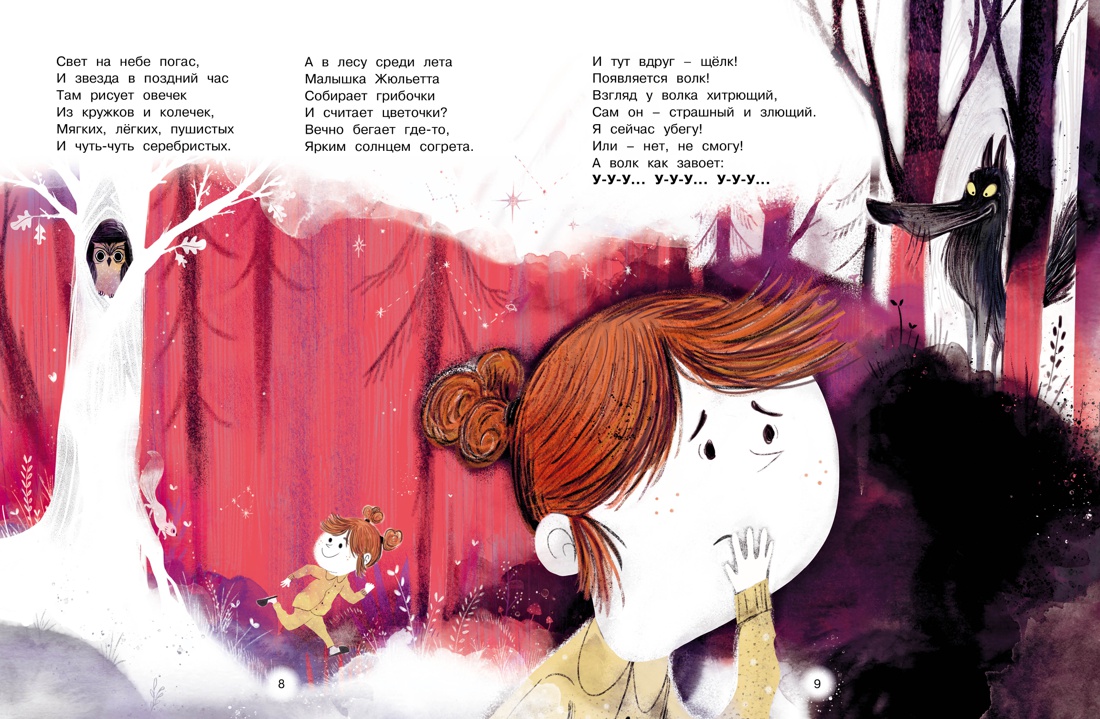 Свет на небе погас,
И звезда в поздний час
Там рисует овечек
Из кружков и колечек,
Мягких, лёгких, пушистых
И чуть-чуть серебристых.
А в лесу среди лета
Малышка Жюльетта
Собирает грибочки
И считает цветочки?
Вечно бегает где-то,
Ярким солнцем согрета.
И тут вдруг – щёлк!
Появляется волк!
Взгляд у волка хитрющий,
Сам он – страшный и злющий.
Я сейчас убегу!
Или – нет, не смогу!
А волк как завоет:
У-У-У... У-У-У... У-У-У...
8
9